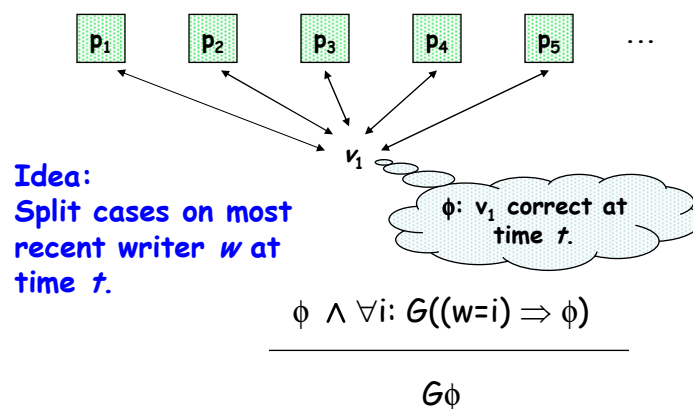 p₁ p₂ p₃ p₄ p₅ ...
v₁
Idea:
Split cases on most
recent writer w at
time t.
ϕ: v₁ correct at
time t.
ϕ ∧ ∀i: G((w=i) ⇒ ϕ)
Gϕ